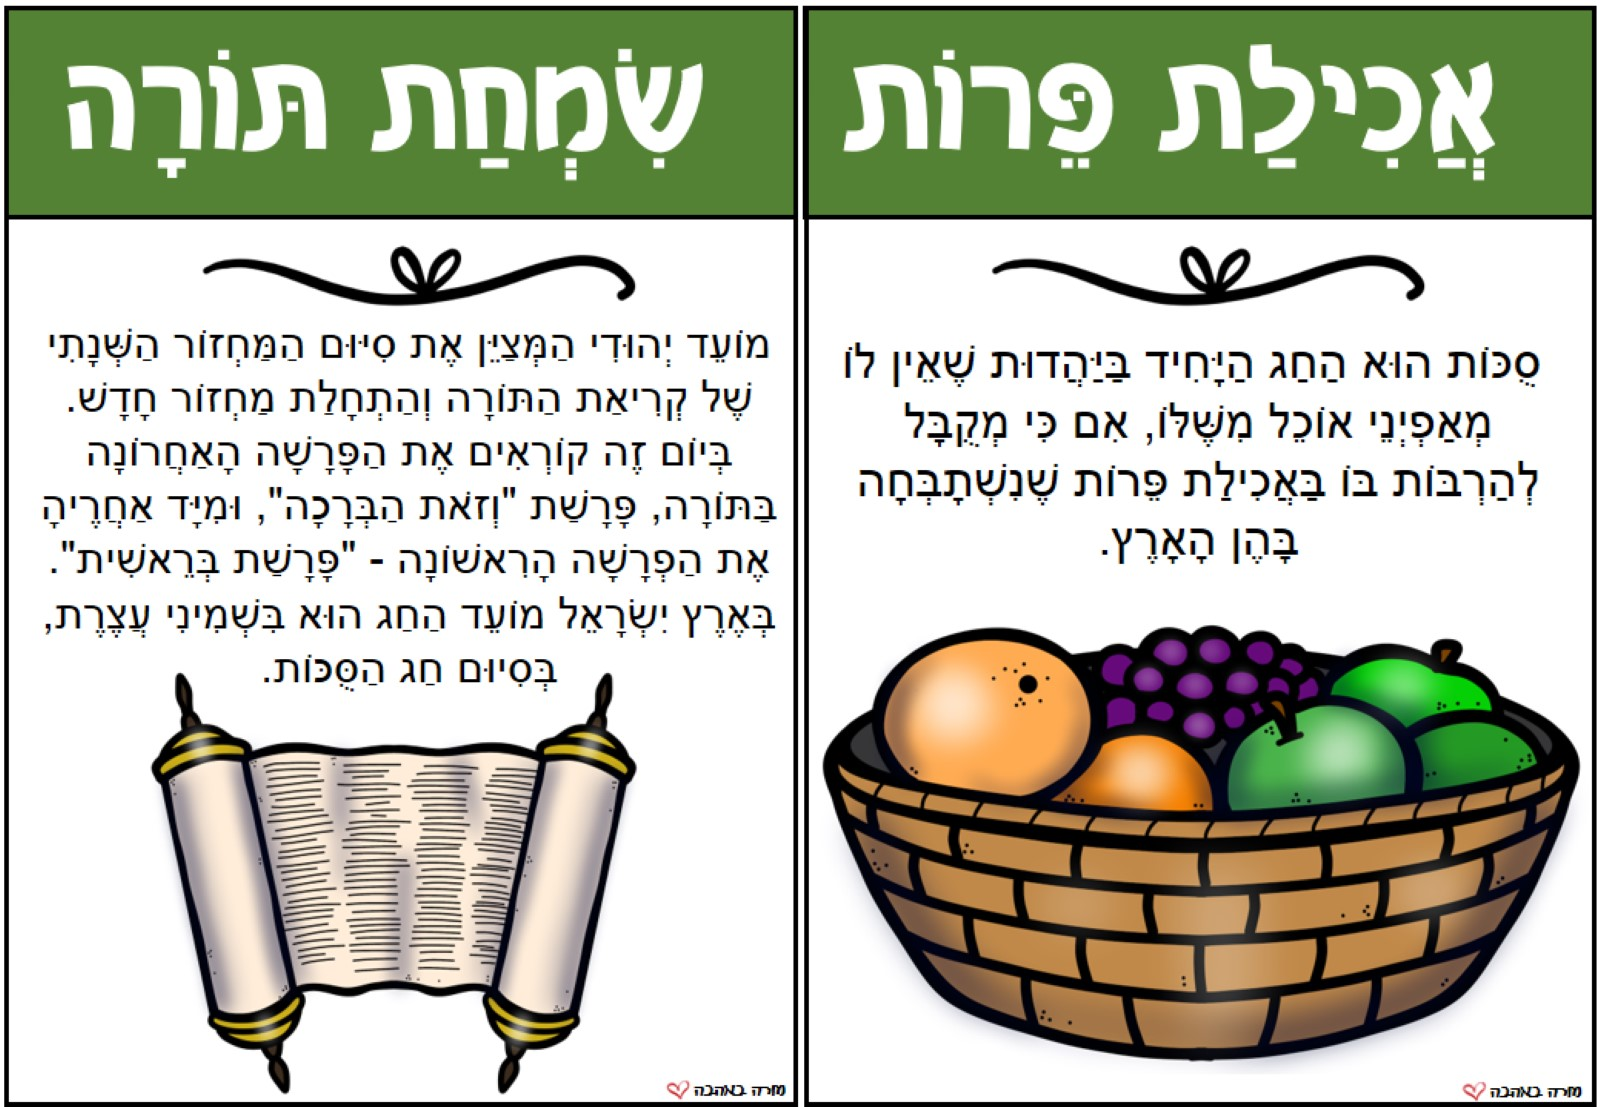 אֲכִילַת פֵּרוֹת
סֻכּוֹת הוּא הַחַג הַיָּחִיד בַּיַּהֲדוּת שֶׁאֵין לוֹ
מְאַפְיְנֵי אוֹכֵל מִשֶּׁלּוֹ, אִם כִּי מְקֻבָּל
לְהַרְבּוֹת בּוֹ בַּאֲכִילַת פֵּרוֹת שֶׁנִשְׁתָּבְּחָה
בָּהֶן הָאָרֶץ.
מורה באהבה
שִׂמְחַת תּוֹרָה
מוֹעֵד יְהוּדִי הַמְּצַיֵּן אֶת סִיּוּם הַמַּחְזוֹר הַשְּׁנָתִי
שֶׁל קְרִיאַת הַתּוֹרָה וְהַתְחָלַת מַחְזוֹר חָדָשׁ.
בְּיוֹם זֶה קוֹרְאִים אֶת הַפָּרָשָׁה הָאַחֲרוֹנָה
בַּתּוֹרָה, פָּרָשַׁת "וְזֹאת הַבְּרָכָה", וּמִיָּד אַחֲרֶיהָ
אֶת הַפְרָשָׁה הָרִאשׁוֹנָה - "פָּרָשַׁת בְּרֵאשִׁית".
בְּאֶרֶץ יִשְׂרָאֵל מוֹעֵד הַחַג הוּא בִּשְׁמִינִי עֲצֶרֶת,
בְּסִיּוּם חַג הַסֻּכּוֹת.
מורה באהבה